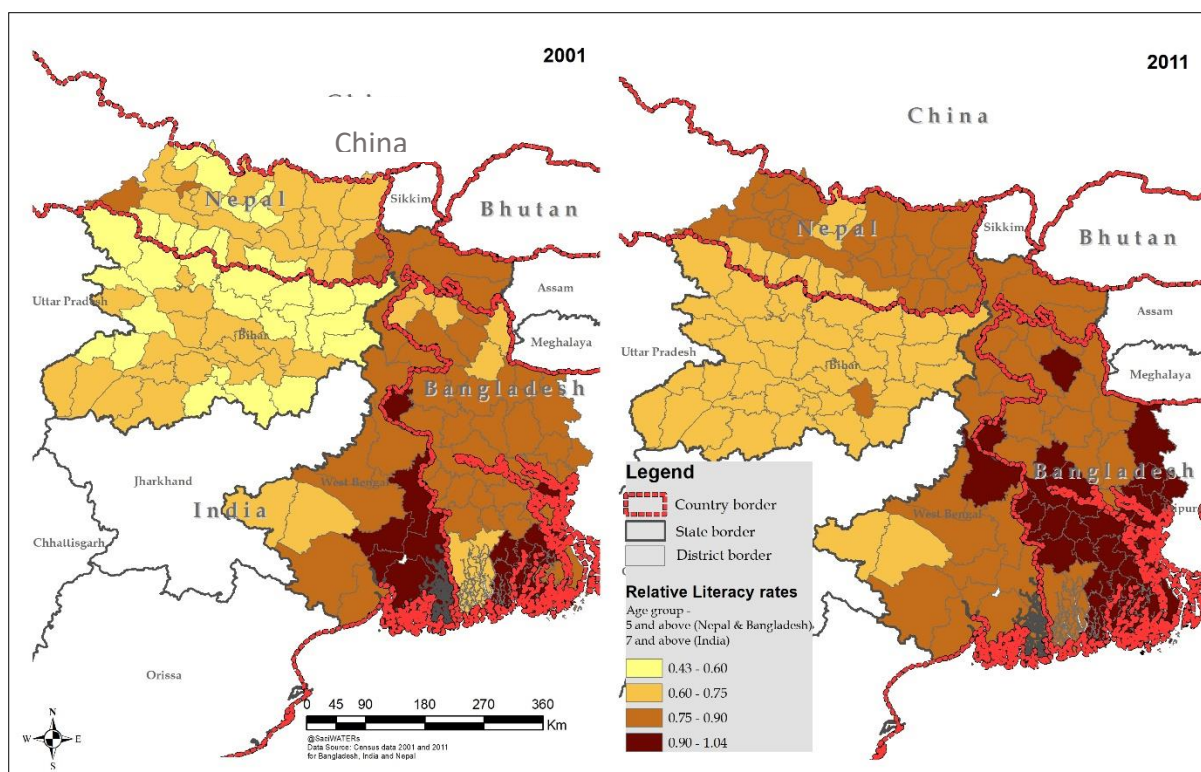 2001
China
China
Nepal
Sikkim
Bhutan
Uttar Pradesh
Assam
Bihar
Meghalaya
Bangladesh
Jharkhand
West Bengal
India
Chhattisgarh
Orissa
N
W E
S
0 45 90 180 270 360
Km
@SaciWATERs
Data Source: Census data 2001 and 2011
for Bangladesh, India and Nepal
2011
China
Nepal
Sikkim
Bhutan
Assam
Uttar Pradesh
Bihar
Meghalaya
Bangladesh
West Bengal
Legend
Country border
State border
District border
Relative Literacy rates
Age group -
5 and above (Nepal & Bangladesh)
7 and above (India)
0.43 - 0.60
0.60 - 0.75
0.75 - 0.90
0.90 - 1.04